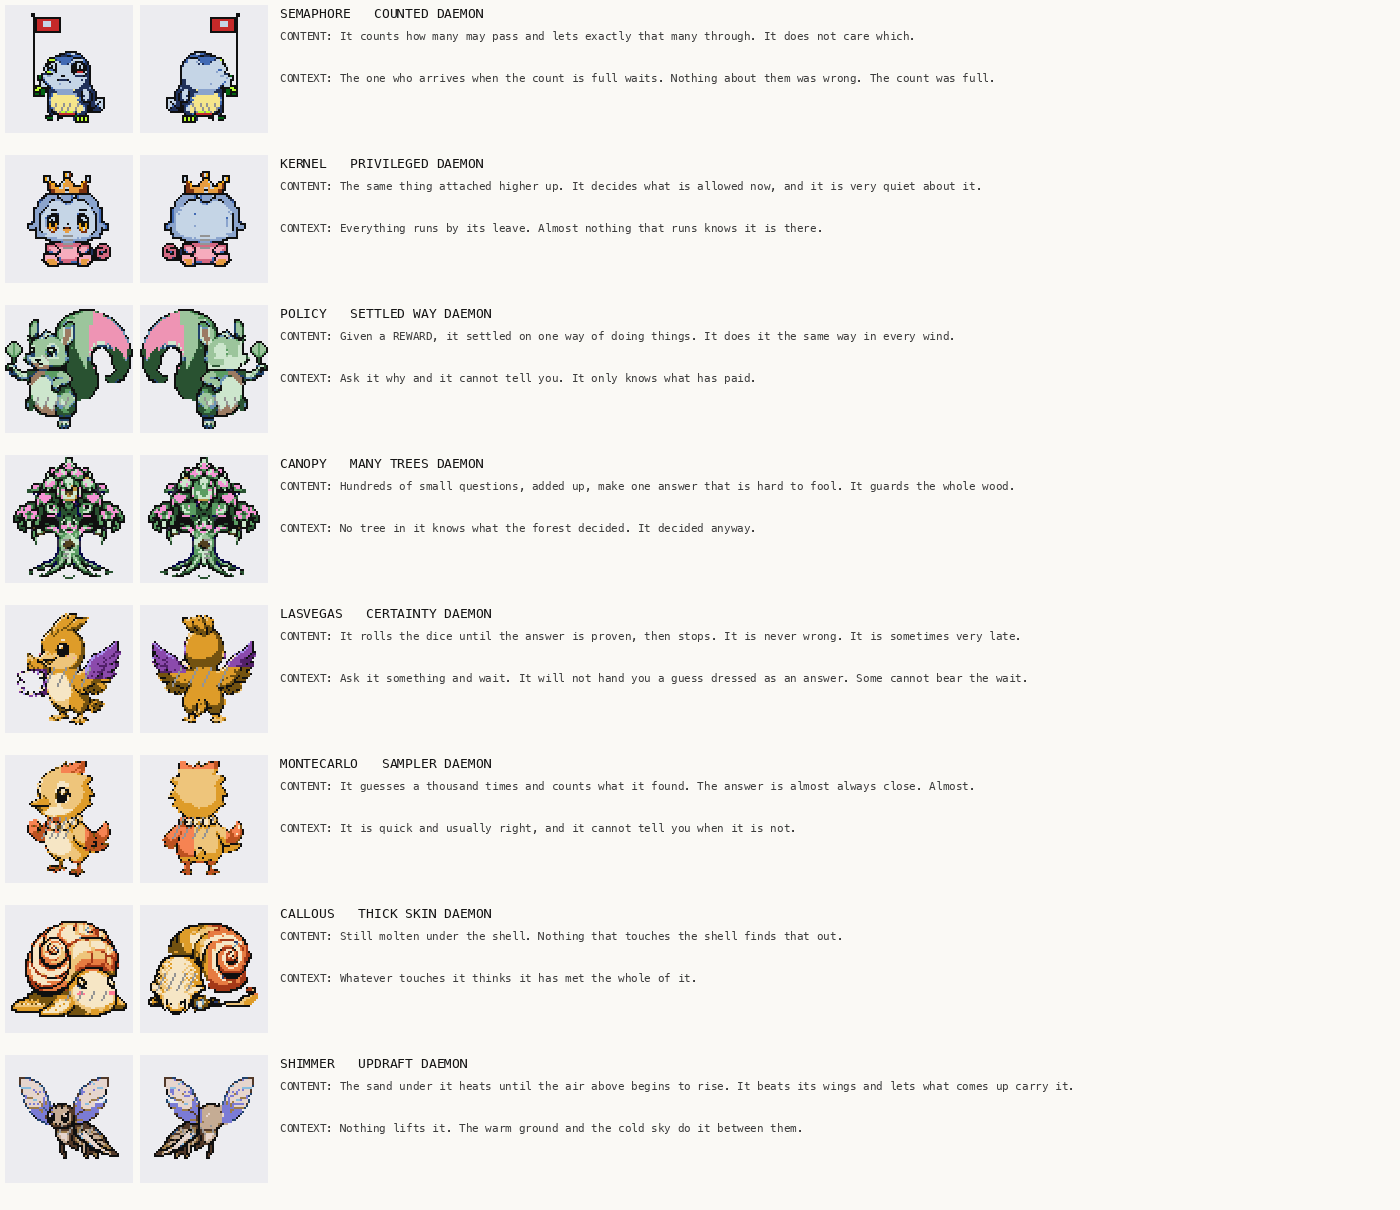 SEMAPHORE   COUNTED DAEMON
CONTENT: It counts how many may pass and lets exactly that many through. It does not care which.
CONTEXT: The one who arrives when the count is full waits. Nothing about them was wrong. The count was full.
KERNEL   PRIVILEGED DAEMON
CONTENT: The same thing attached higher up. It decides what is allowed now, and it is very quiet about it.
CONTEXT: Everything runs by its leave. Almost nothing that runs knows it is there.
POLICY   SETTLED WAY DAEMON
CONTENT: Given a REWARD, it settled on one way of doing things. It does it the same way in every wind.
CONTEXT: Ask it why and it cannot tell you. It only knows what has paid.
CANOPY   MANY TREES DAEMON
CONTENT: Hundreds of small questions, added up, make one answer that is hard to fool. It guards the whole wood.
CONTEXT: No tree in it knows what the forest decided. It decided anyway.
LASVEGAS   CERTAINTY DAEMON
CONTENT: It rolls the dice until the answer is proven, then stops. It is never wrong. It is sometimes very late.
CONTEXT: Ask it something and wait. It will not hand you a guess dressed as an answer. Some cannot bear the wait.
MONTECARLO   SAMPLER DAEMON
CONTENT: It guesses a thousand times and counts what it found. The answer is almost always close. Almost.
CONTEXT: It is quick and usually right, and it cannot tell you when it is not.
CALLOUS   THICK SKIN DAEMON
CONTENT: Still molten under the shell. Nothing that touches the shell finds that out.
CONTEXT: Whatever touches it thinks it has met the whole of it.
SHIMMER   UPDRAFT DAEMON
CONTENT: The sand under it heats until the air above begins to rise. It beats its wings and lets what comes up carry it.
CONTEXT: Nothing lifts it. The warm ground and the cold sky do it between them.